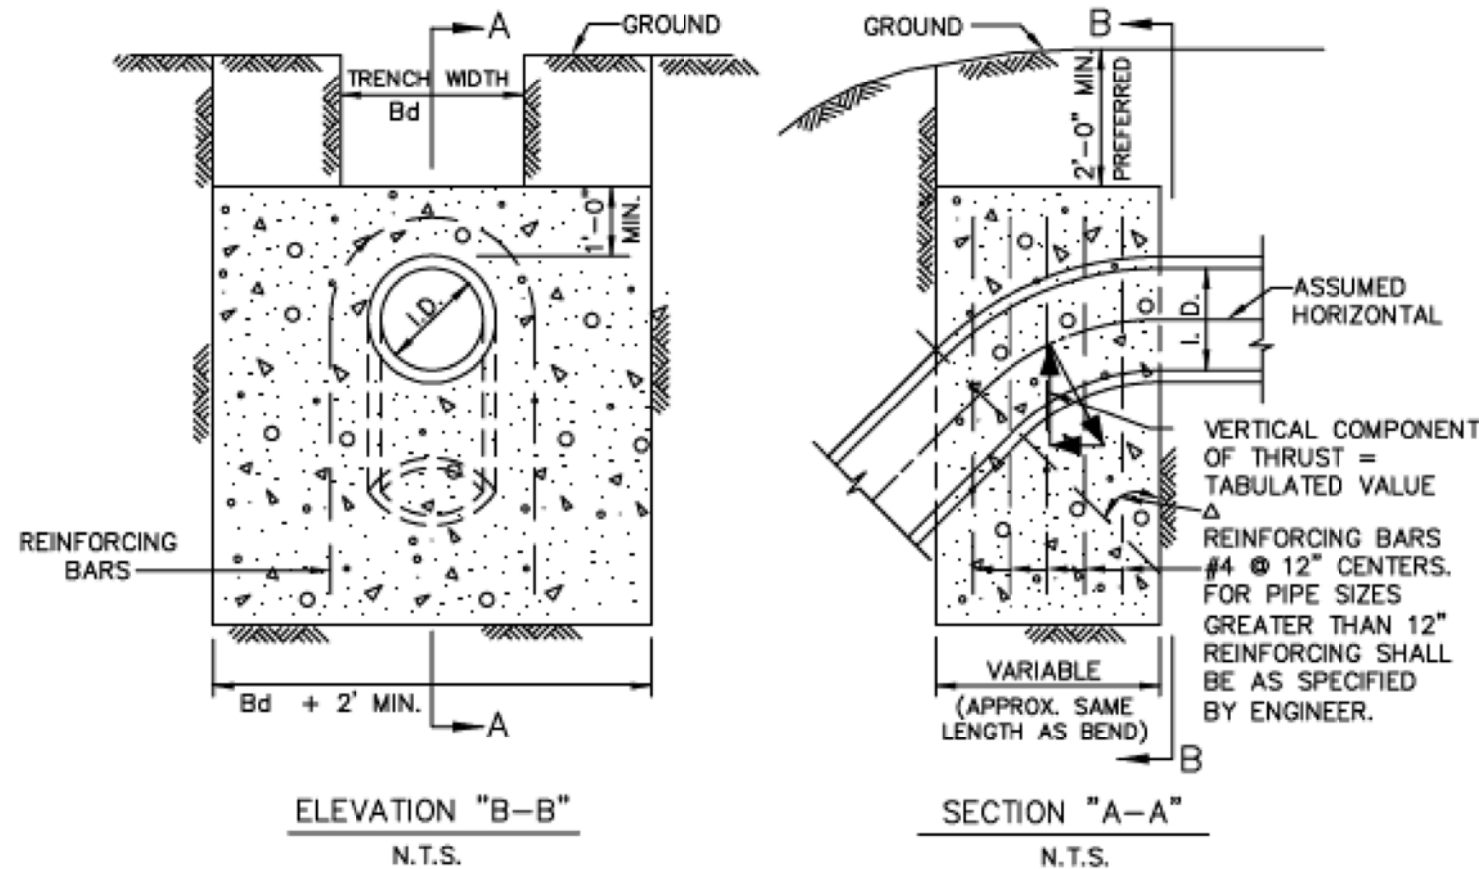 A
GROUND
TRENCH WIDTH
Bd
1'-0"
MIN.
I.D.
REINFORCING
BARS
Bd + 2' MIN.
A
ELEVATION "B-B"
N.T.S.
B
GROUND
2'-0" MIN.
PREFERRED
ASSUMED
HORIZONTAL
I. D.
VERTICAL COMPONENT
OF THRUST =
TABULATED VALUE
Δ
REINFORCING BARS
#4 @ 12" CENTERS.
FOR PIPE SIZES
GREATER THAN 12"
REINFORCING SHALL
BE AS SPECIFIED
BY ENGINEER.
VARIABLE
(APPROX. SAME
LENGTH AS BEND)
B
SECTION "A-A"
N.T.S.